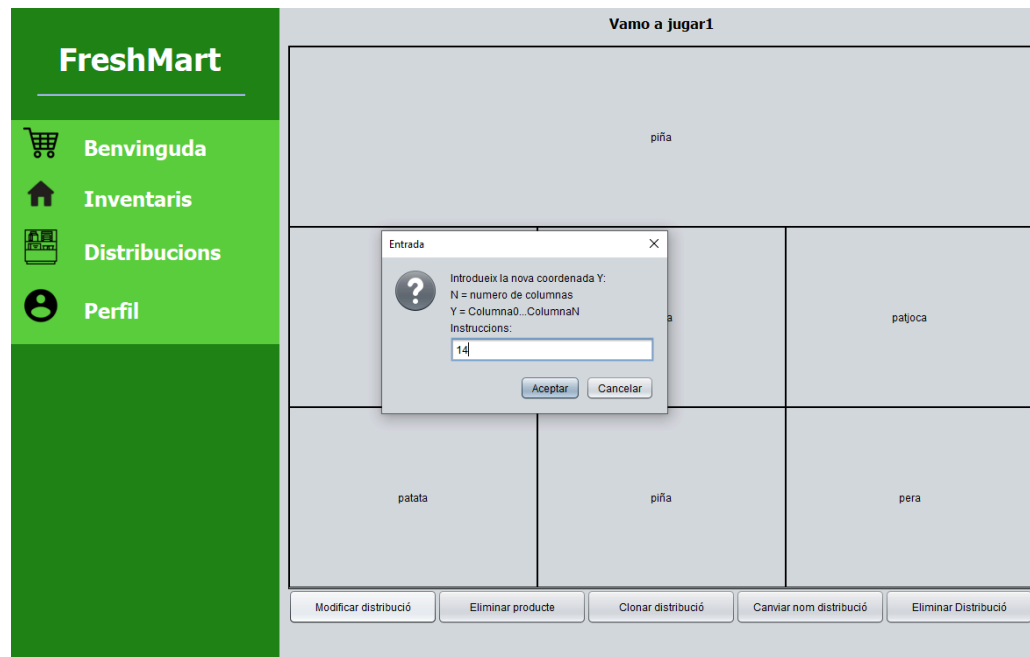 Vamo a jugar1
FreshMart
Benvinguda
Inventaris
Distribucions
Perfil
piña
Entrada
Introdueix la nova coordenada Y:
N = numero de columnas
Y = Columna0...ColumnaN
Instruccions:
14
Aceptar Cancelar
patjoca
patata piña pera
Modificar distribució Eliminar producte Clonar distribució Canviar nom distribució Eliminar Distribució